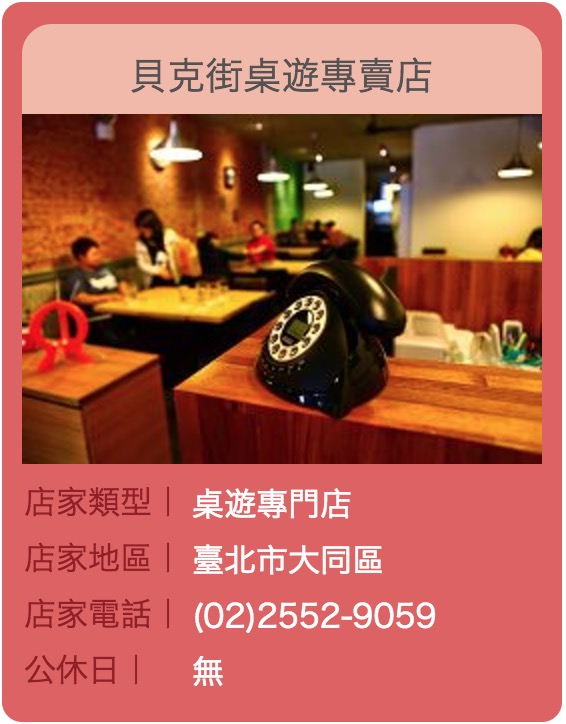 貝克街桌遊專賣店
店家類型｜ 桌遊專門店
店家地區｜ 臺北市大同區
店家電話｜ (02)2552-9059
公休日｜ 無